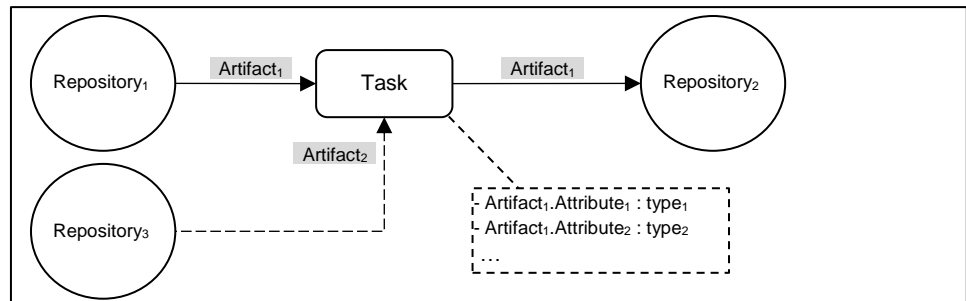 Artifact₁
Artifact₁
Repository₁
Task
Repository₂
Artifact₂
- Artifact₁.Attribute₁ : type₁
Repository₃
- Artifact₁.Attribute₂ : type₂
...